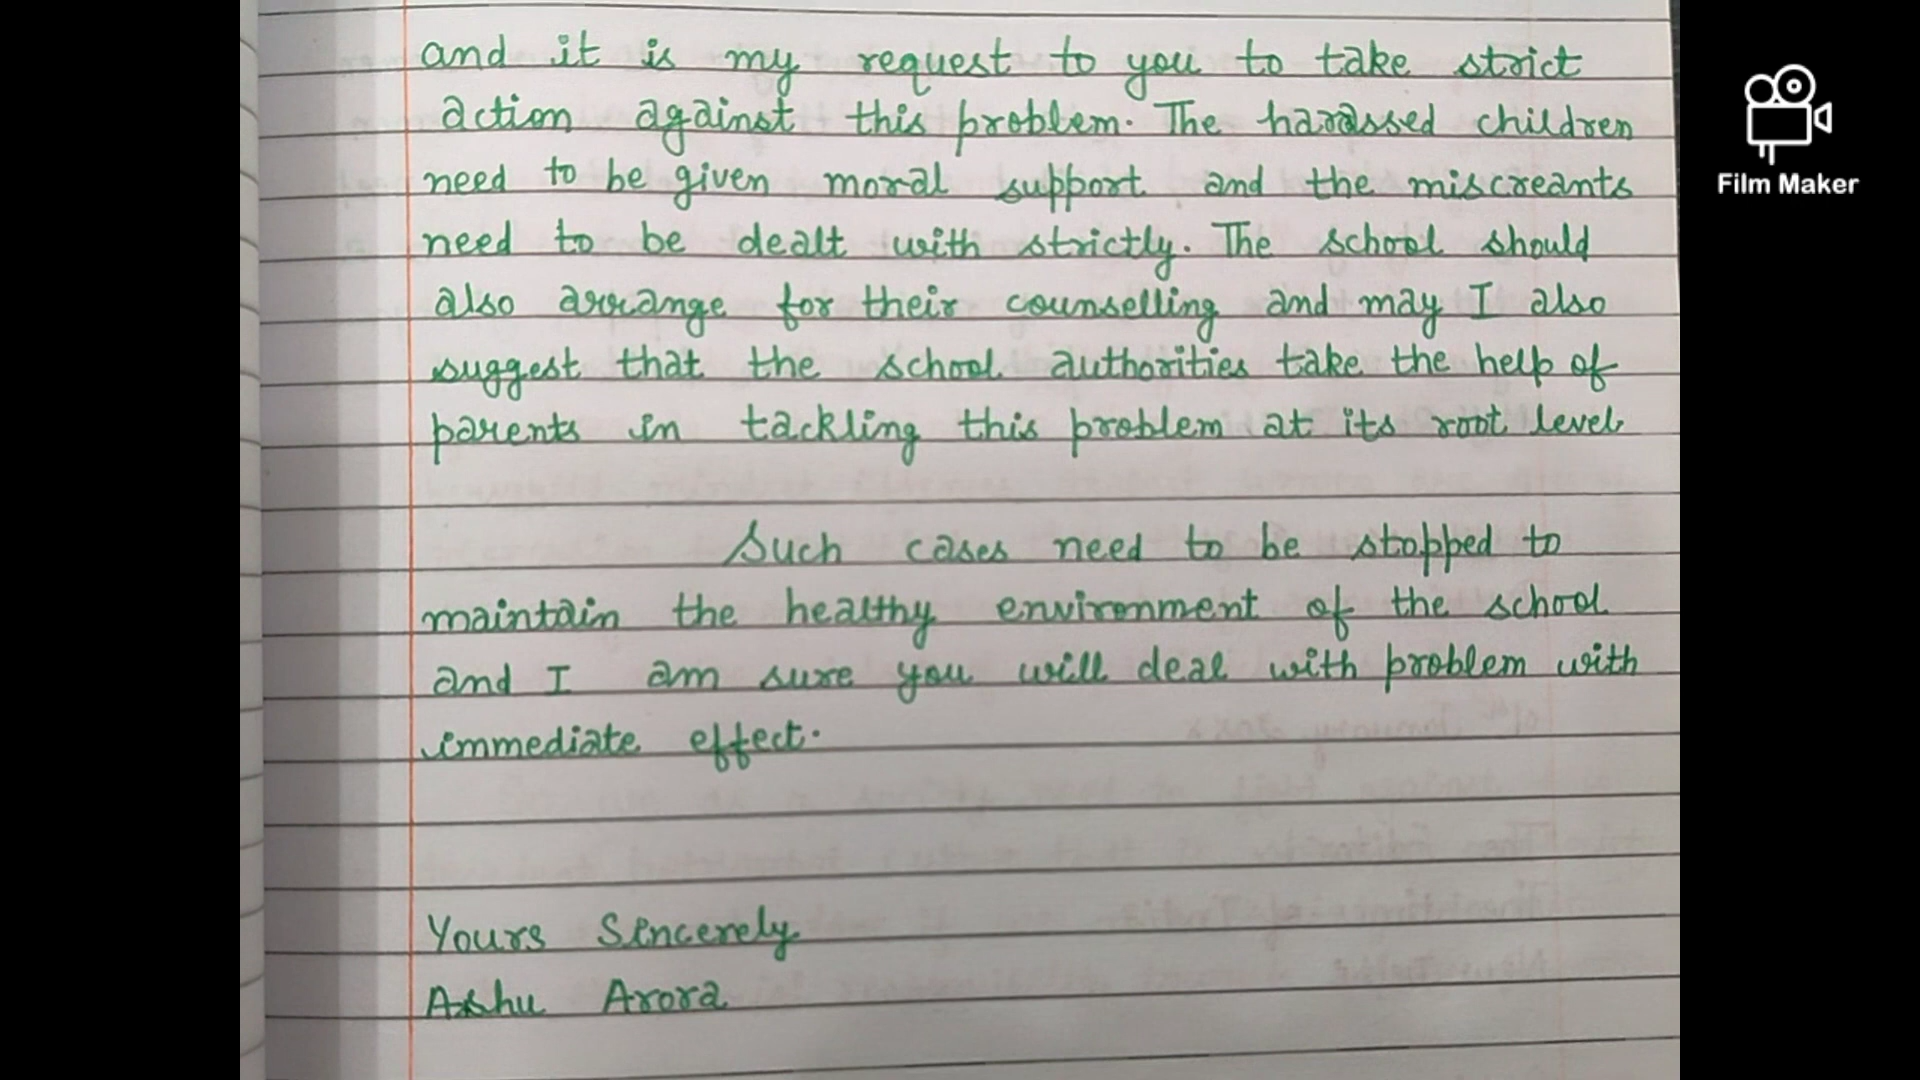 and it is my request to you to take strict
action against this problem. The harassed children
need to be given moral support and the miscreants
need to be dealt with strictly. The school should
also arrange for their counselling and may I also
suggest that the school authorities take the help of
parents in tackling this problem at its root level.
Such cases need to be stopped to
maintain the healthy environment of the school
and I am sure you will deal with problem with
immediate effect.
Yours Sincerely
Ashu Arora
Film Maker